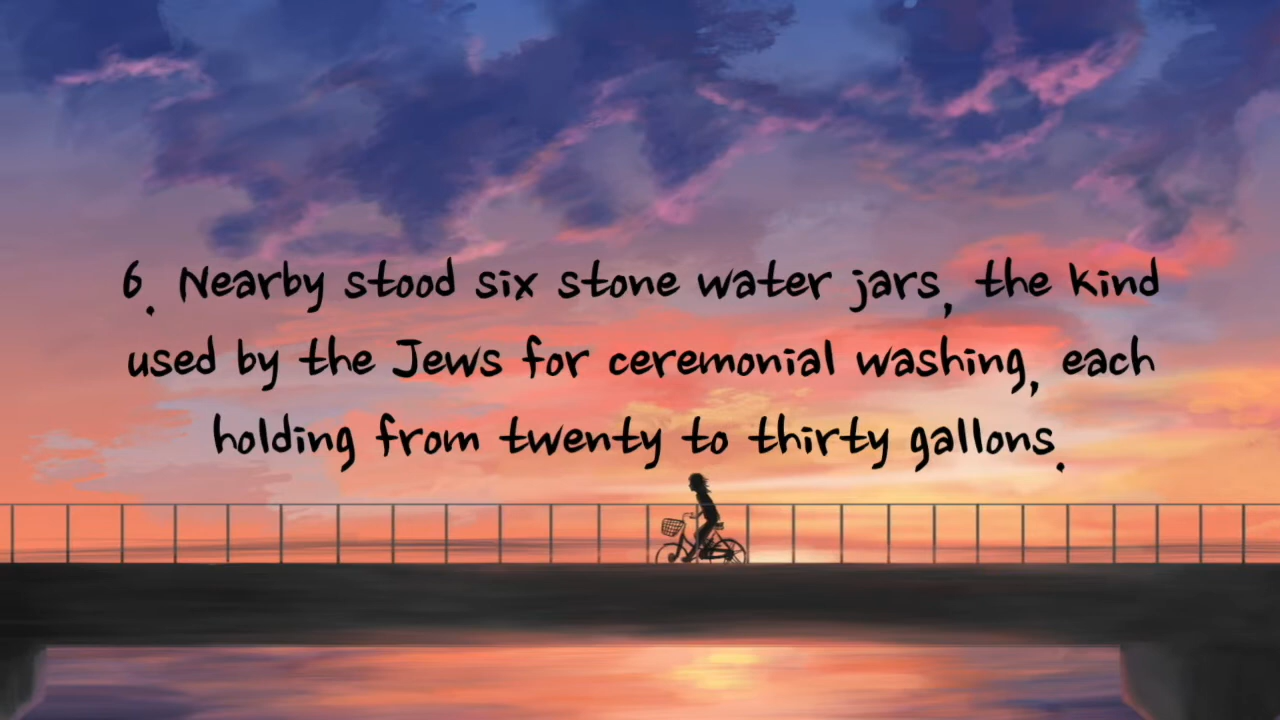 6. Nearby stood six stone water jars, the kind
used by the Jews for ceremonial washing, each
holding from twenty to thirty gallons.